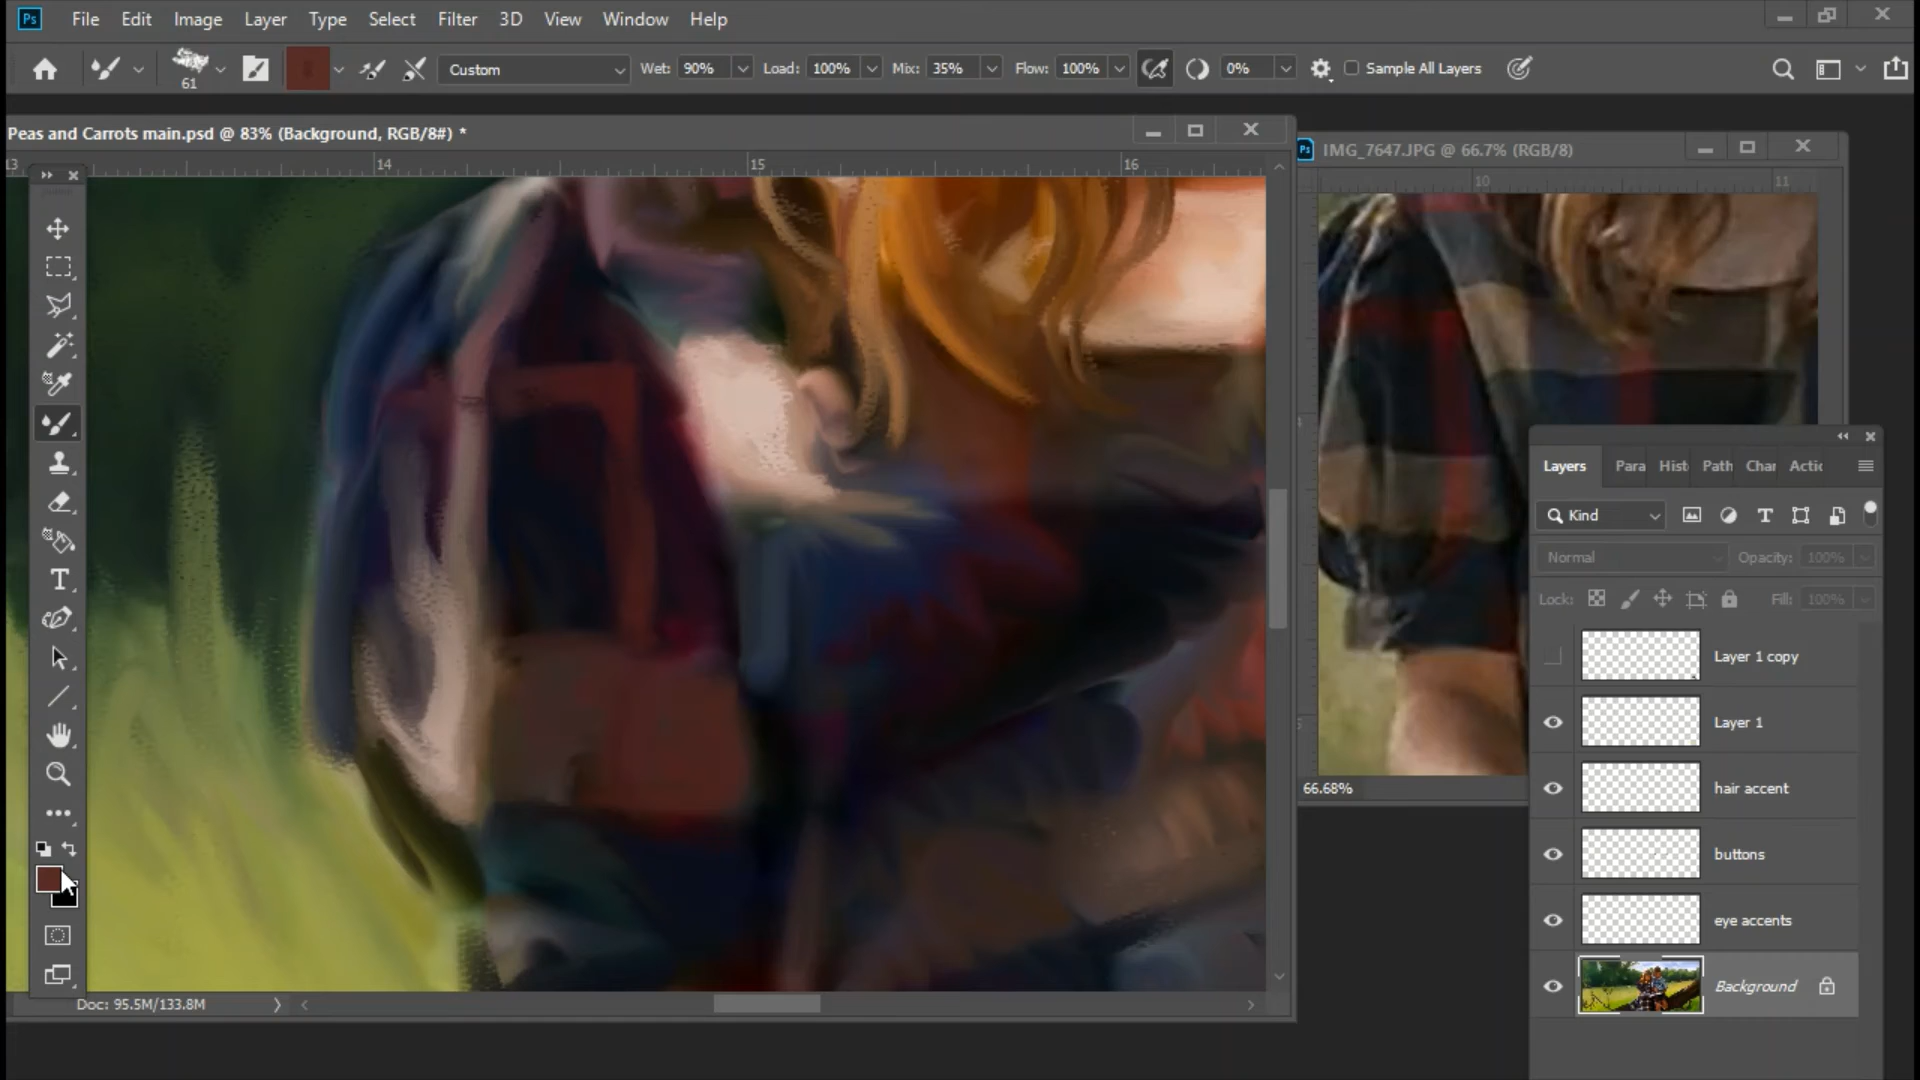 Ps File Edit Image Layer Type Select Filter 3D View Window Help
61 Custom Wet: 90% Load: 100% Mix: 35% Flow: 100% 0% Sample All Layers
Peas and Carrots main.psd @ 83% (Background, RGB/8#) *
Ps IMG_7647.JPG @ 66.7% (RGB/8)
13 14 15 16
10 11
Layers Para Hist Path Char Actic
Kind
Normal Opacity: 100%
Lock: Fill: 100%
Layer 1 copy
Layer 1
66.68%
hair accent
buttons
eye accents
Background
Doc: 95.5M/133.8M